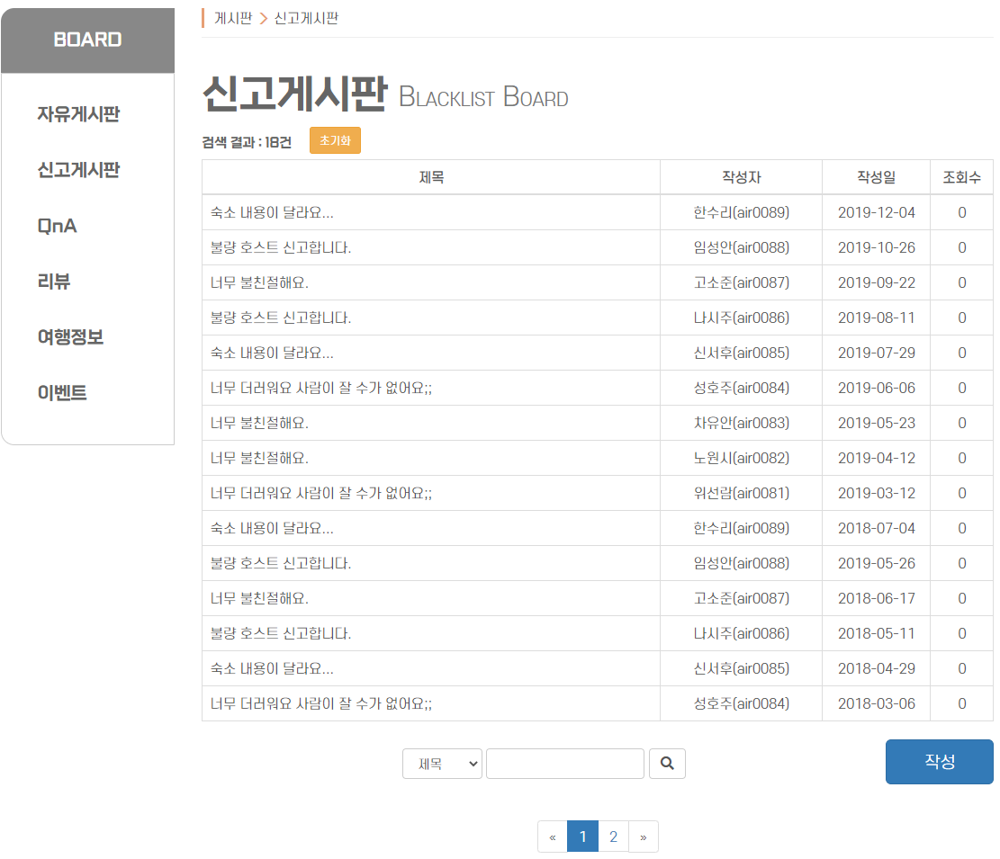 BOARD
자유게시판
신고게시판
QnA
리뷰
여행정보
이벤트
게시판 > 신고게시판
신고게시판 Blacklist Board
검색 결과 : 18건 초기화
제목 작성자 작성일 조회수
숙소 내용이 달라요... 한수리(air0089) 2019-12-04 0
불량 호스트 신고합니다. 임성안(air0088) 2019-10-26 0
너무 불친절해요. 고소준(air0087) 2019-09-22 0
불량 호스트 신고합니다. 나시주(air0086) 2019-08-11 0
숙소 내용이 달라요... 신서후(air0085) 2019-07-29 0
너무 더러워요 사람이 잘 수가 없어요;; 성호주(air0084) 2019-06-06 0
너무 불친절해요. 차유안(air0083) 2019-05-23 0
너무 불친절해요. 노원시(air0082) 2019-04-12 0
너무 더러워요 사람이 잘 수가 없어요;; 위선람(air0081) 2019-03-12 0
숙소 내용이 달라요... 한수리(air0089) 2018-07-04 0
불량 호스트 신고합니다. 임성안(air0088) 2019-05-26 0
너무 불친절해요. 고소준(air0087) 2018-06-17 0
불량 호스트 신고합니다. 나시주(air0086) 2018-05-11 0
숙소 내용이 달라요... 신서후(air0085) 2018-04-29 0
너무 더러워요 사람이 잘 수가 없어요;; 성호주(air0084) 2018-03-06 0
제목 작성
« 1 2 »